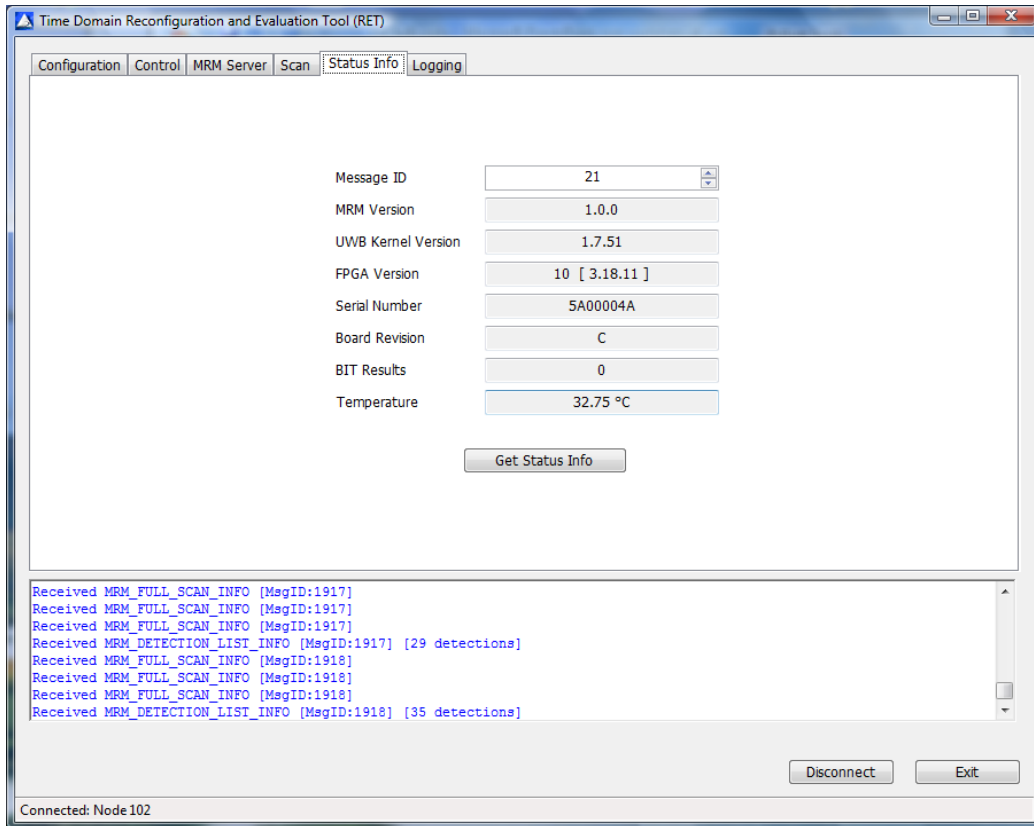 Time Domain Reconfiguration and Evaluation Tool (RET)
Configuration Control MRM Server Scan Status Info Logging
Message ID 21
MRM Version 1.0.0
UWB Kernel Version 1.7.51
FPGA Version 10 [ 3.18.11 ]
Serial Number 5A00004A
Board Revision C
BIT Results 0
Temperature 32.75 °C
Get Status Info
Received MRM_FULL_SCAN_INFO [MsgID:1917]
Received MRM_FULL_SCAN_INFO [MsgID:1917]
Received MRM_FULL_SCAN_INFO [MsgID:1917]
Received MRM_DETECTION_LIST_INFO [MsgID:1917] [29 detections]
Received MRM_FULL_SCAN_INFO [MsgID:1918]
Received MRM_FULL_SCAN_INFO [MsgID:1918]
Received MRM_FULL_SCAN_INFO [MsgID:1918]
Received MRM_DETECTION_LIST_INFO [MsgID:1918] [35 detections]
Disconnect Exit
Connected: Node 102